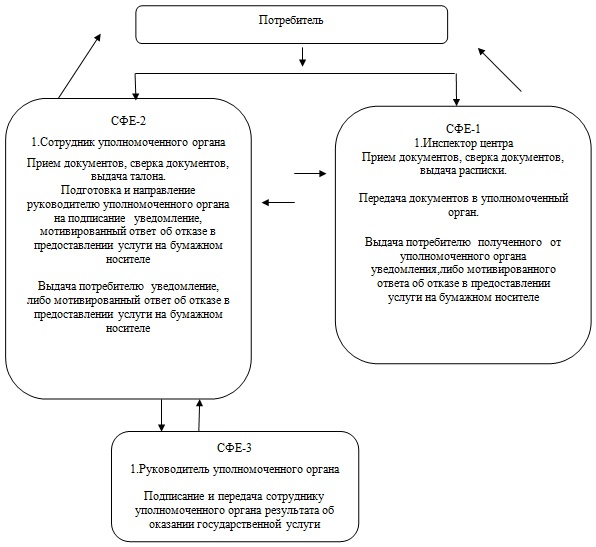 Потребитель
СФЕ-2
1.Сотрудник уполномоченного органа
Прием документов, сверка документов,
выдача талона.
Подготовка и направление
руководителю уполномоченного органа
на подписание уведомление,
мотивированный ответ об отказе в
предоставлении услуги на бумажном
носителе
Выдача потребителю уведомление,
либо мотивированный ответ об отказе в
предоставлении услуги на бумажном
носителе
СФЕ-1
1.Инспектор центра
Прием документов, сверка документов,
выдача расписки.
Передача документов в уполномоченный
орган.
Выдача потребителю полученного от
уполномоченного органа
уведомления,либо мотивированного
ответа об отказе в предоставлении
услуги на бумажном носителе
СФЕ-3
1.Руководитель уполномоченного органа
Подписание и передача сотруднику
уполномоченного органа результата об
оказании государственной услуги